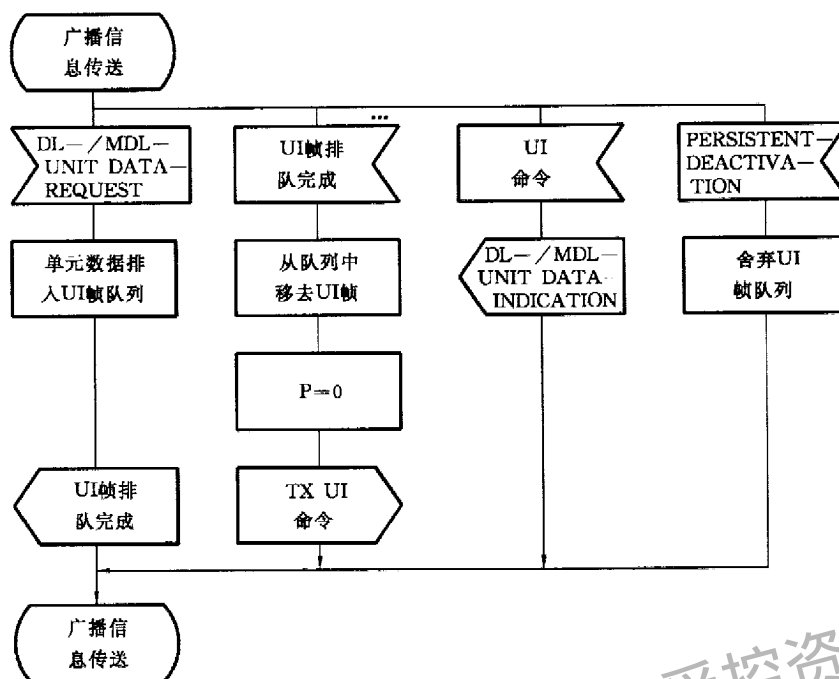 广播信
息传送
...
DL-/MDL-
UNIT DATA-
REQUEST
UI帧排
队完成
UI
命令
PERSISTENT-
DEACTIVA-
TION
单元数据排
入UI帧队列
从队列中
移去UI帧
DL-/MDL-
UNIT DATA-
INDICATION
舍弃UI
帧队列
P=0
UI帧排
队完成
TX UI
命令
广播信
息传送
受控资